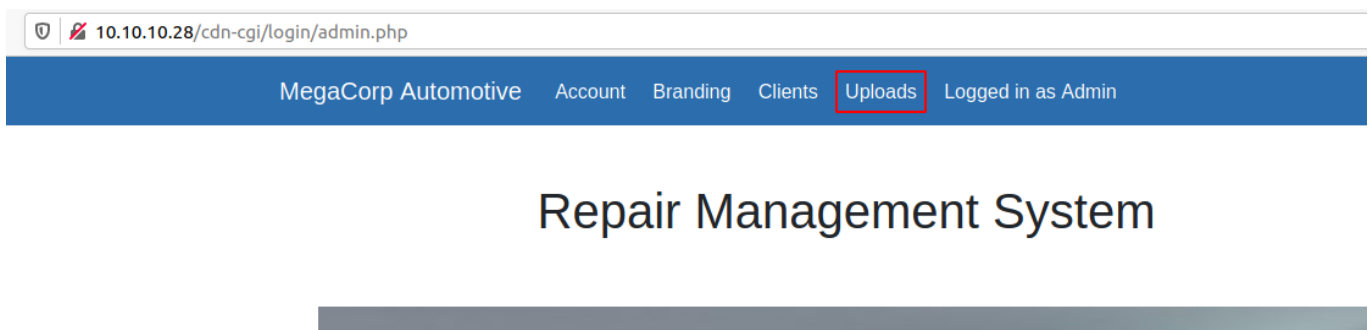 10.10.10.28/cdn-cgi/login/admin.php
MegaCorp Automotive Account Branding Clients Uploads Logged in as Admin
Repair Management System